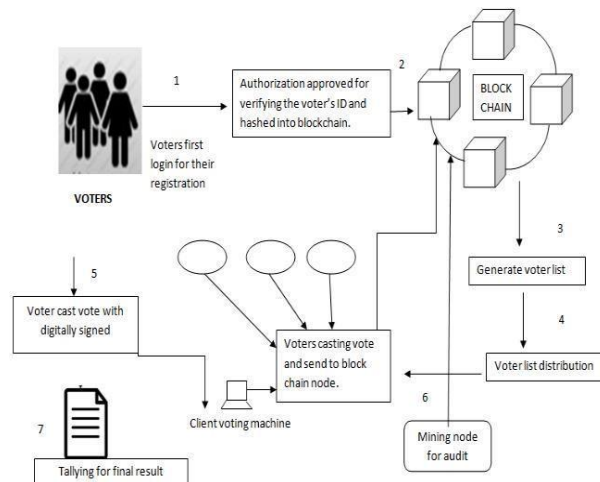 1
2
Authorization approved for
verifying the voter's ID and
hashed into blockchain.
BLOCK
CHAIN
Voters first
login for their
registration
VOTERS
3
Generate voter list
5
4
Voter cast vote with
digitally signed
Voters casting vote
and send to block
chain node.
Voter list distribution
6
Client voting machine
7
Mining node
for audit
Tallying for final result